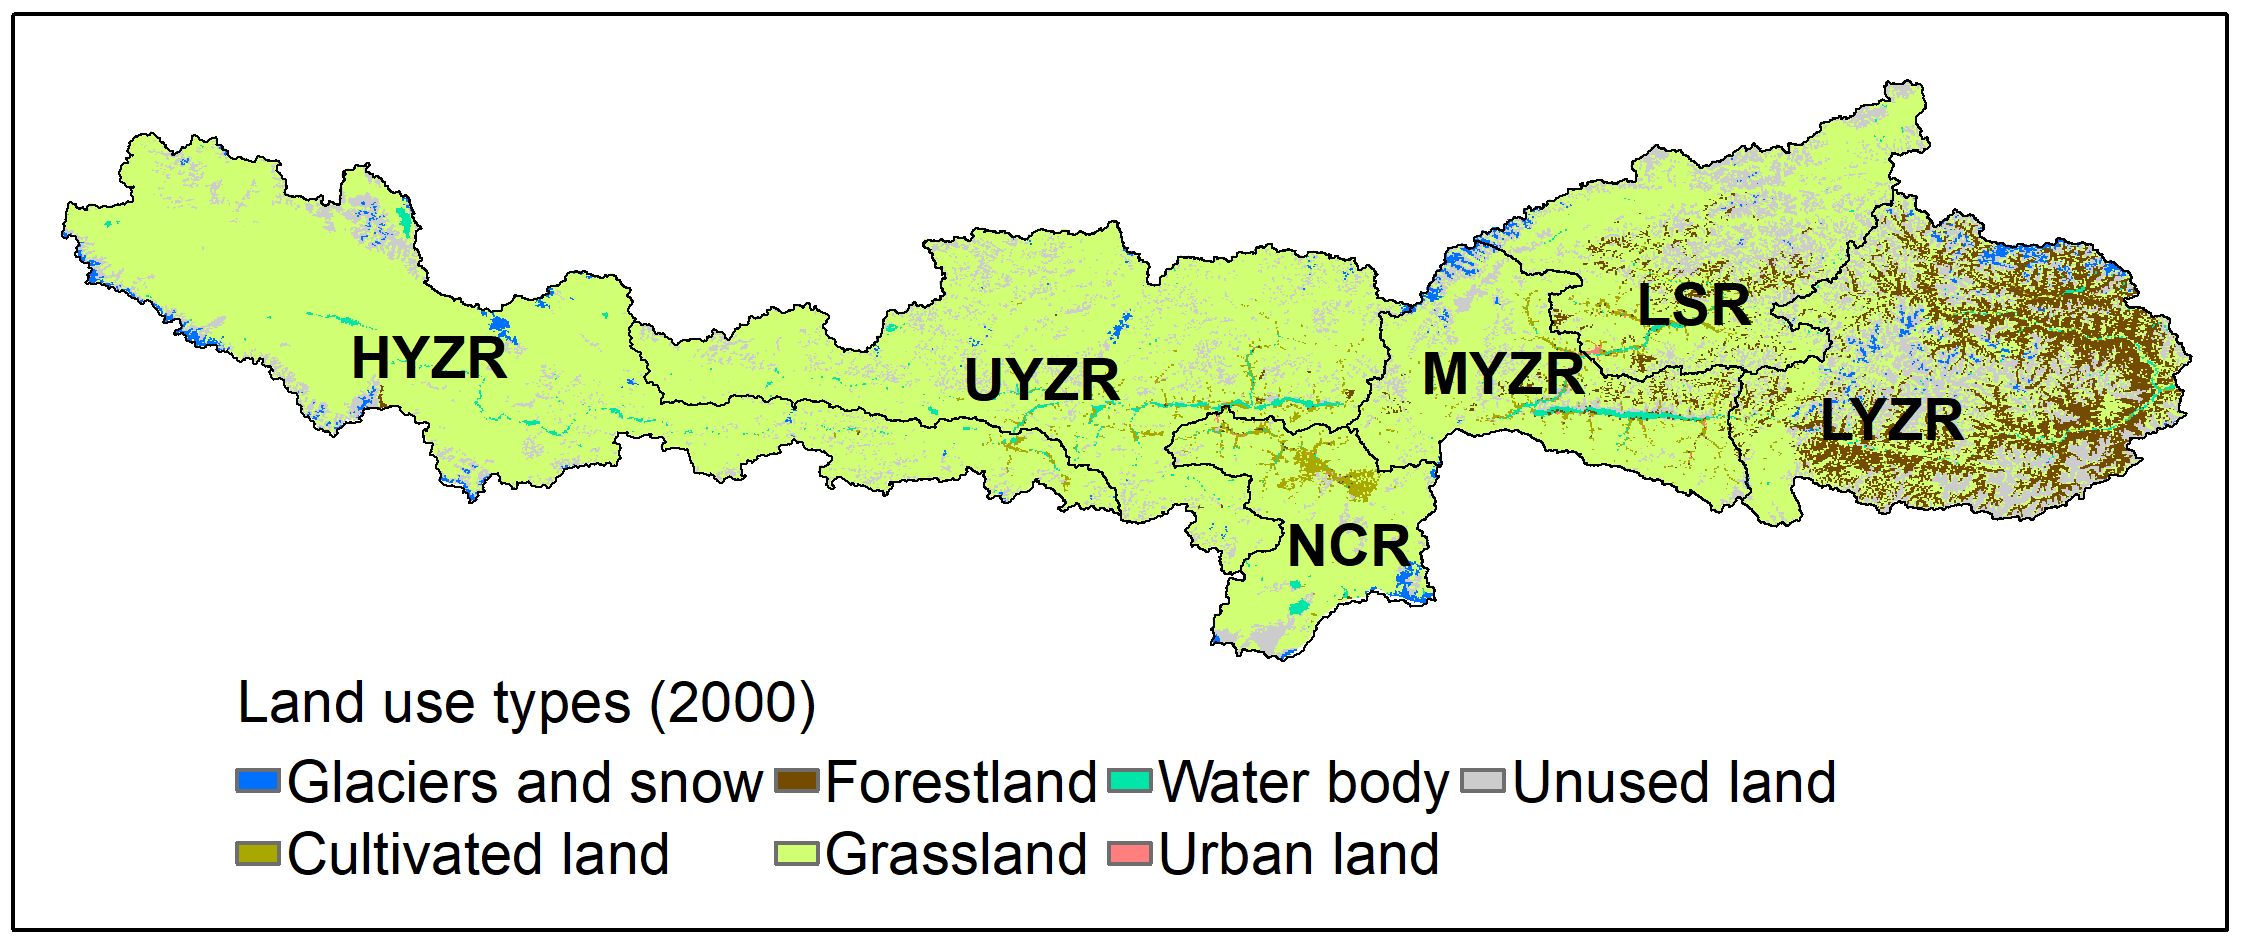 LSR
HYZR
UYZR
MYZR
LYZR
NCR
Land use types (2000)
Glaciers and snow Forestland Water body Unused land
Cultivated land Grassland Urban land